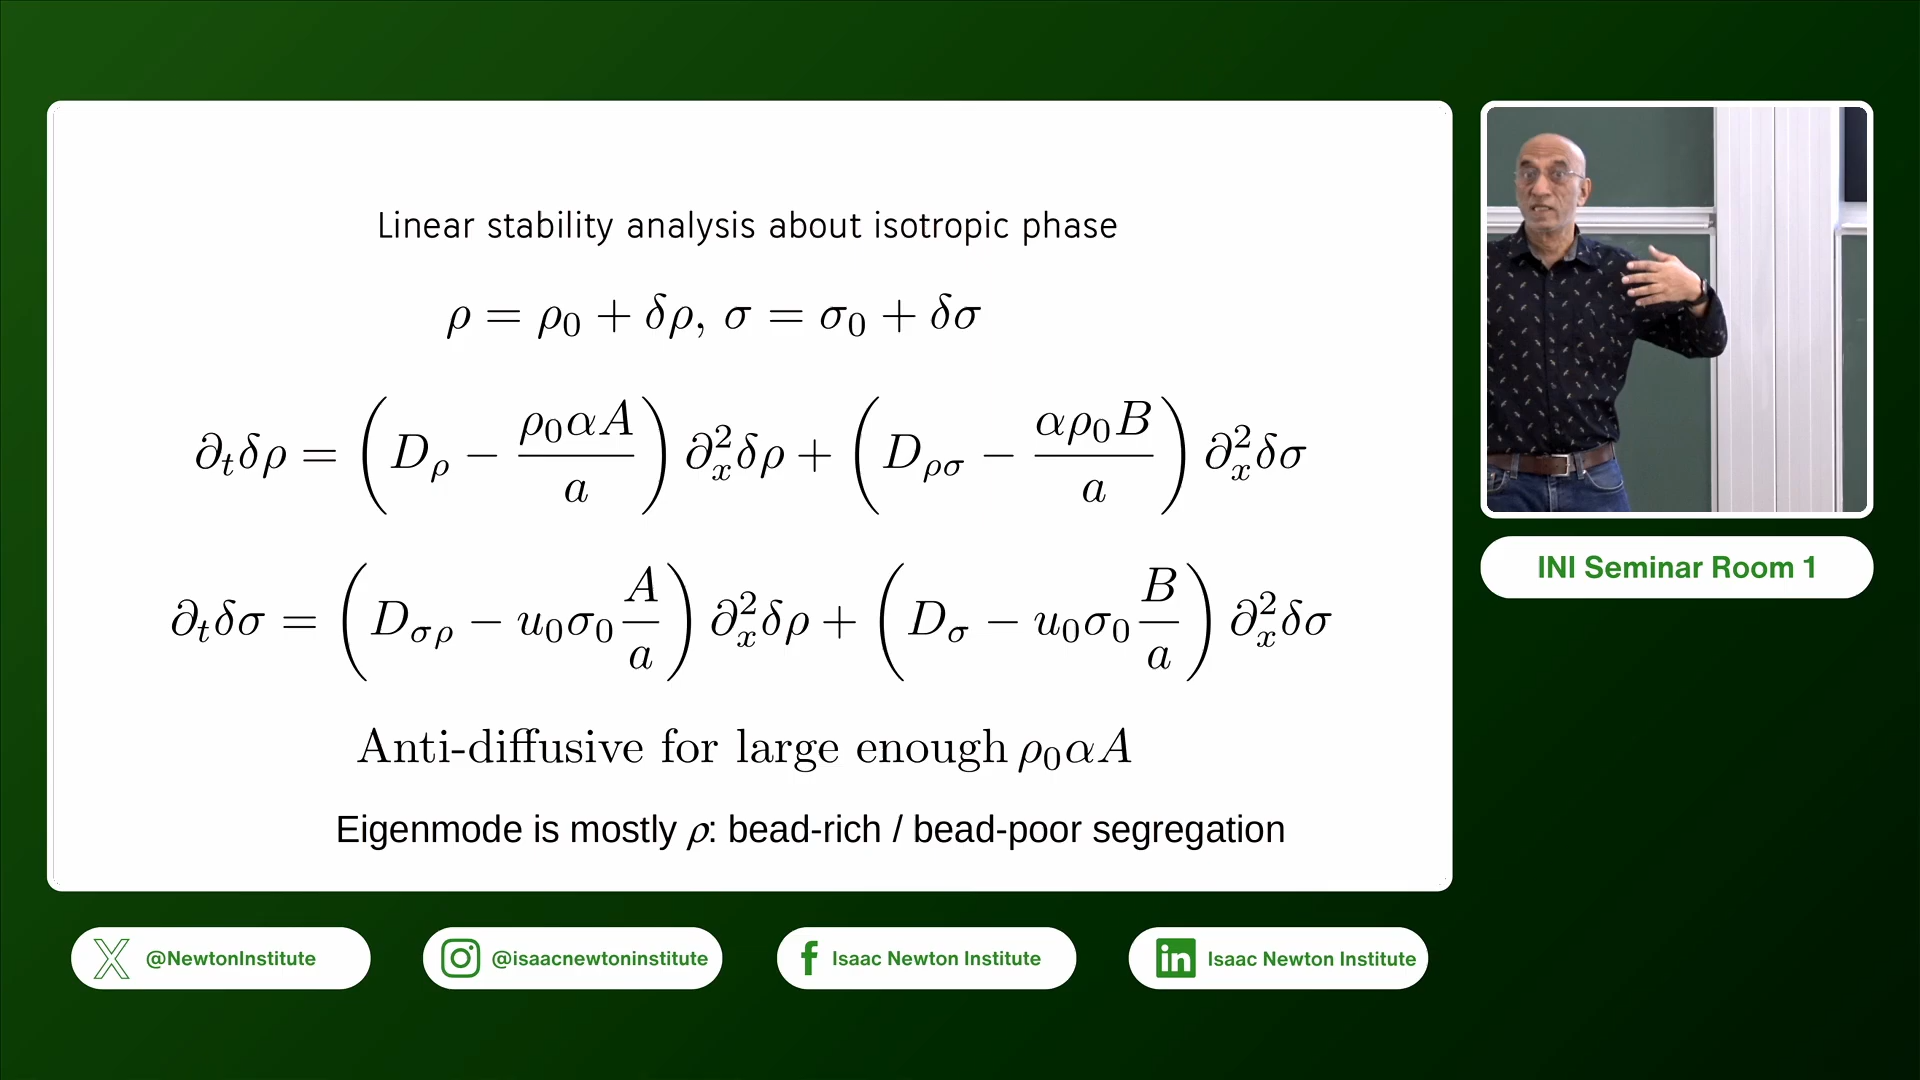 Linear stability analysis about isotropic phase
ρ = ρ₀ + δρ, σ = σ₀ + δσ
∂ₜδρ = (D_ρ − ρ₀αA/a) ∂ₓ²δρ + (D_ρσ − αρ₀B/a) ∂ₓ²δσ
∂ₜδσ = (D_σρ − u₀σ₀ A/a) ∂ₓ²δρ + (D_σ − u₀σ₀ B/a) ∂ₓ²δσ
Anti-diffusive for large enough ρ₀αA
Eigenmode is mostly ρ: bead-rich / bead-poor segregation
INI Seminar Room 1
@NewtonInstitute
@isaacnewtoninstitute
Isaac Newton Institute
Isaac Newton Institute